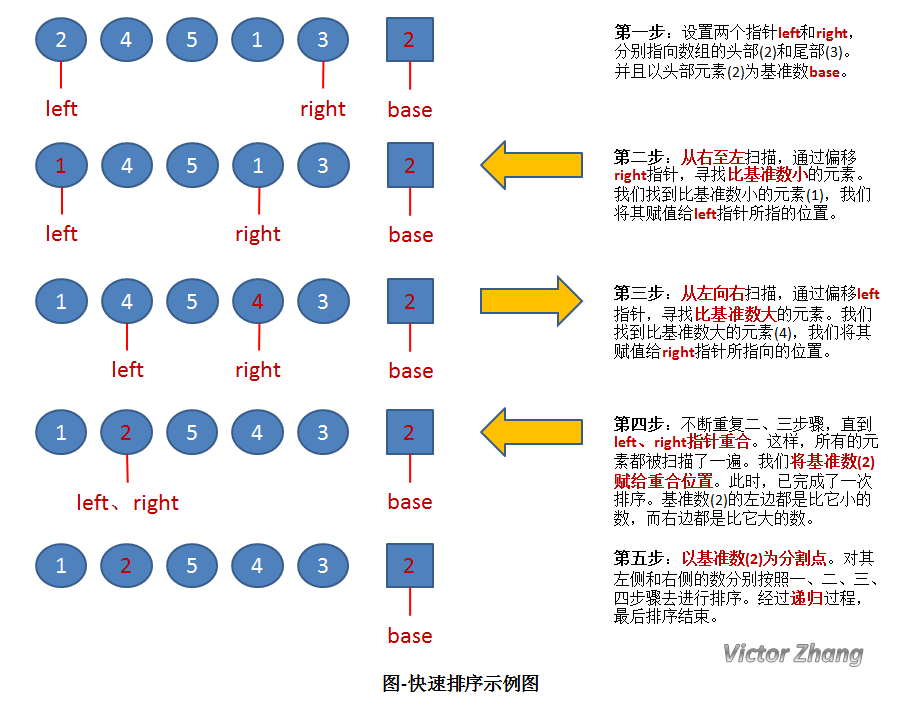 2 4 5 1 3 2
第一步：设置两个指针left和right，
分别指向数组的头部(2)和尾部(3)。
并且以头部元素(2)为基准数base。
left right base
1 4 5 1 3 2
第二步：从右至左扫描，通过偏移
right指针，寻找比基准数小的元素。
我们找到比基准数小的元素(1)，我们
将其赋值给left指针所指的位置。
left right base
1 4 5 4 3 2
第三步：从左向右扫描，通过偏移left
指针，寻找比基准数大的元素。我们
找到比基准数大的元素(4)，我们将其
赋值给right指针所指向的位置。
left right base
1 2 5 4 3 2
第四步：不断重复二、三步骤，直到
left、right指针重合。这样，所有的元
素都被扫描了一遍。我们将基准数(2)
赋给重合位置。此时，已完成了一次
排序。基准数(2)的左边都是比它小的
数，而右边都是比它大的数。
left、right base
1 2 5 4 3 2
第五步：以基准数(2)为分割点。对其
左侧和右侧的数分别按照一、二、三、
四步骤去进行排序。经过递归过程，
最后排序结束。
base
Victor Zhang
图-快速排序示例图